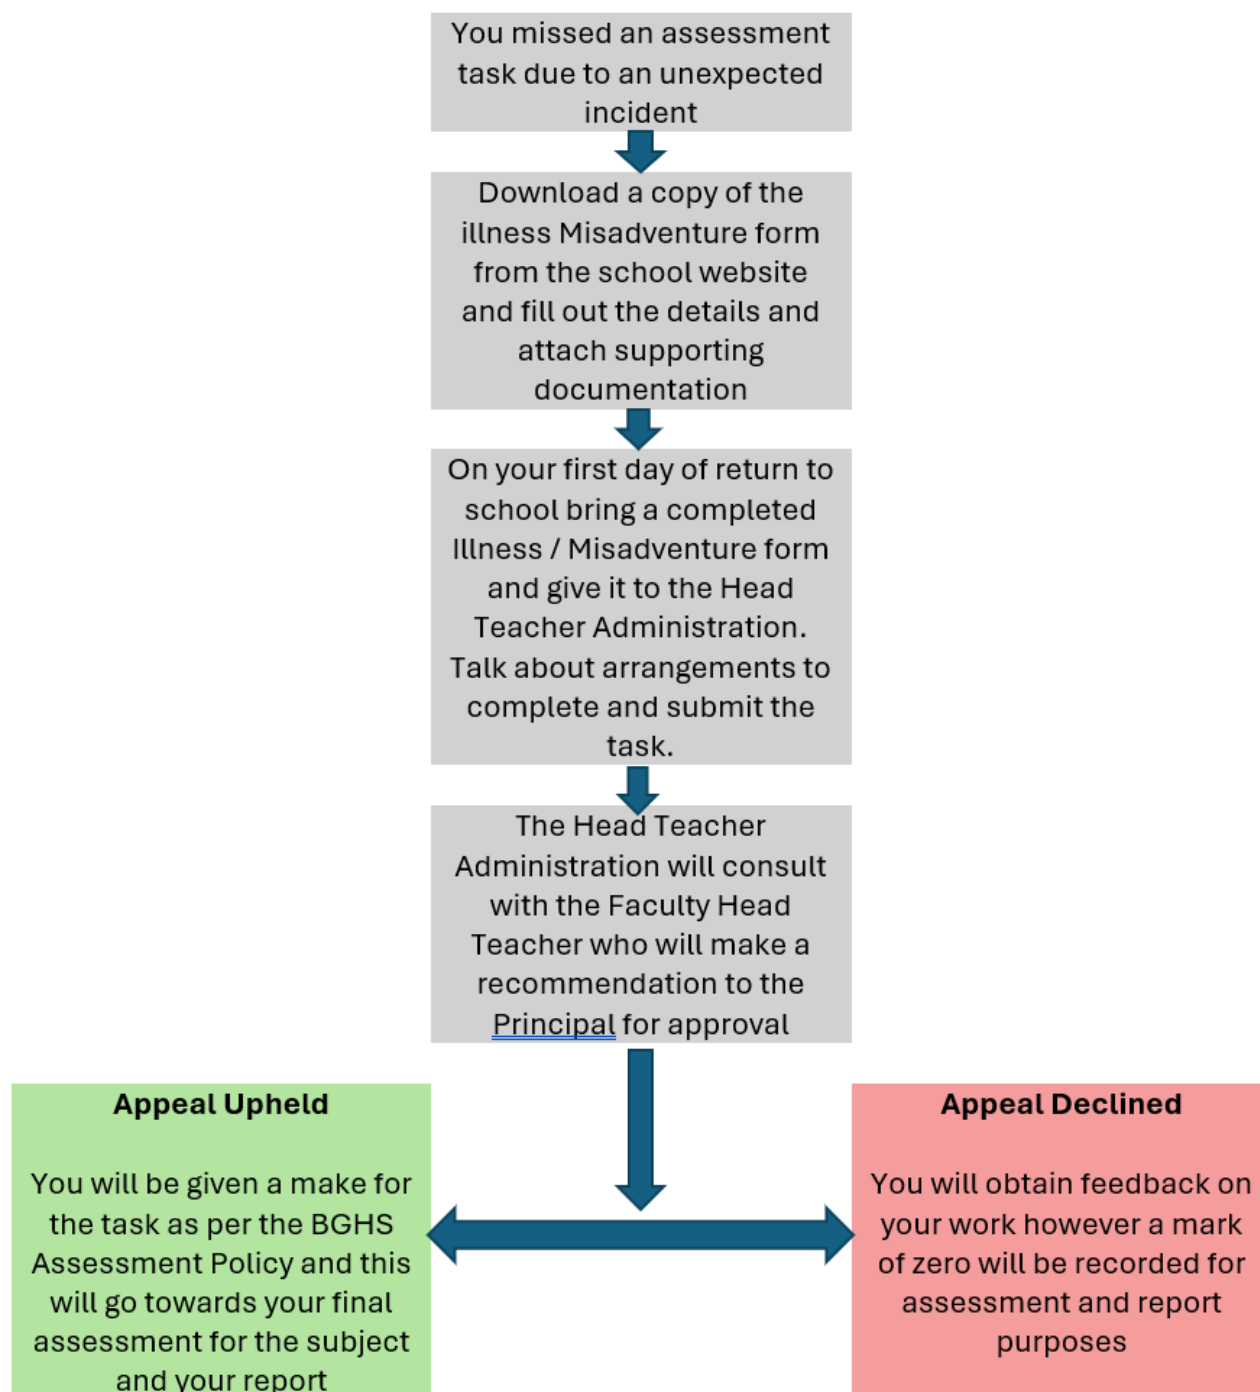 You missed an assessment
task due to an unexpected
incident
Download a copy of the
illness Misadventure form
from the school website
and fill out the details and
attach supporting
documentation
On your first day of return to
school bring a completed
Illness / Misadventure form
and give it to the Head
Teacher Administration.
Talk about arrangements to
complete and submit the
task.
The Head Teacher
Administration will consult
with the Faculty Head
Teacher who will make a
recommendation to the
Principal for approval
Appeal Upheld
You will be given a make for
the task as per the BGHS
Assessment Policy and this
will go towards your final
assessment for the subject
and your report
Appeal Declined
You will obtain feedback on
your work however a mark
of zero will be recorded for
assessment and report
purposes